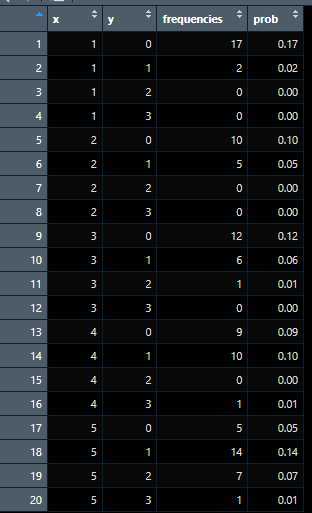 x y frequencies prob
1 1 0 17 0.17
2 1 1 2 0.02
3 1 2 0 0.00
4 1 3 0 0.00
5 2 0 10 0.10
6 2 1 5 0.05
7 2 2 0 0.00
8 2 3 0 0.00
9 3 0 12 0.12
10 3 1 6 0.06
11 3 2 1 0.01
12 3 3 0 0.00
13 4 0 9 0.09
14 4 1 10 0.10
15 4 2 0 0.00
16 4 3 1 0.01
17 5 0 5 0.05
18 5 1 14 0.14
19 5 2 7 0.07
20 5 3 1 0.01